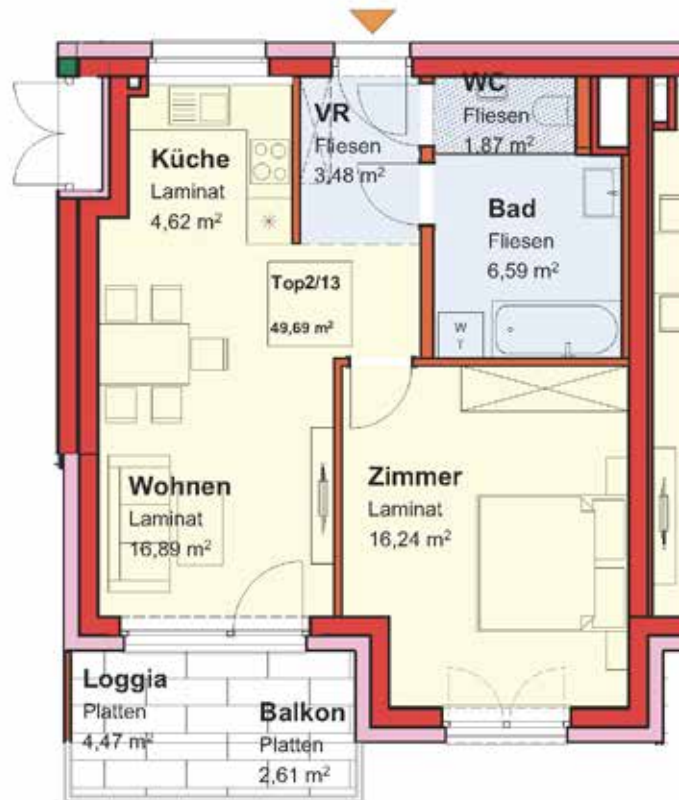 WC
Fliesen
1,87 m²
VR
Fliesen
3,48 m²
Küche
Laminat
4,62 m²
Bad
Fliesen
6,59 m²
Top2/13
49,69 m²
W
T
Wohnen
Laminat
16,89 m²
Zimmer
Laminat
16,24 m²
Loggia
Platten
4,47 m²
Balkon
Platten
2,61 m²